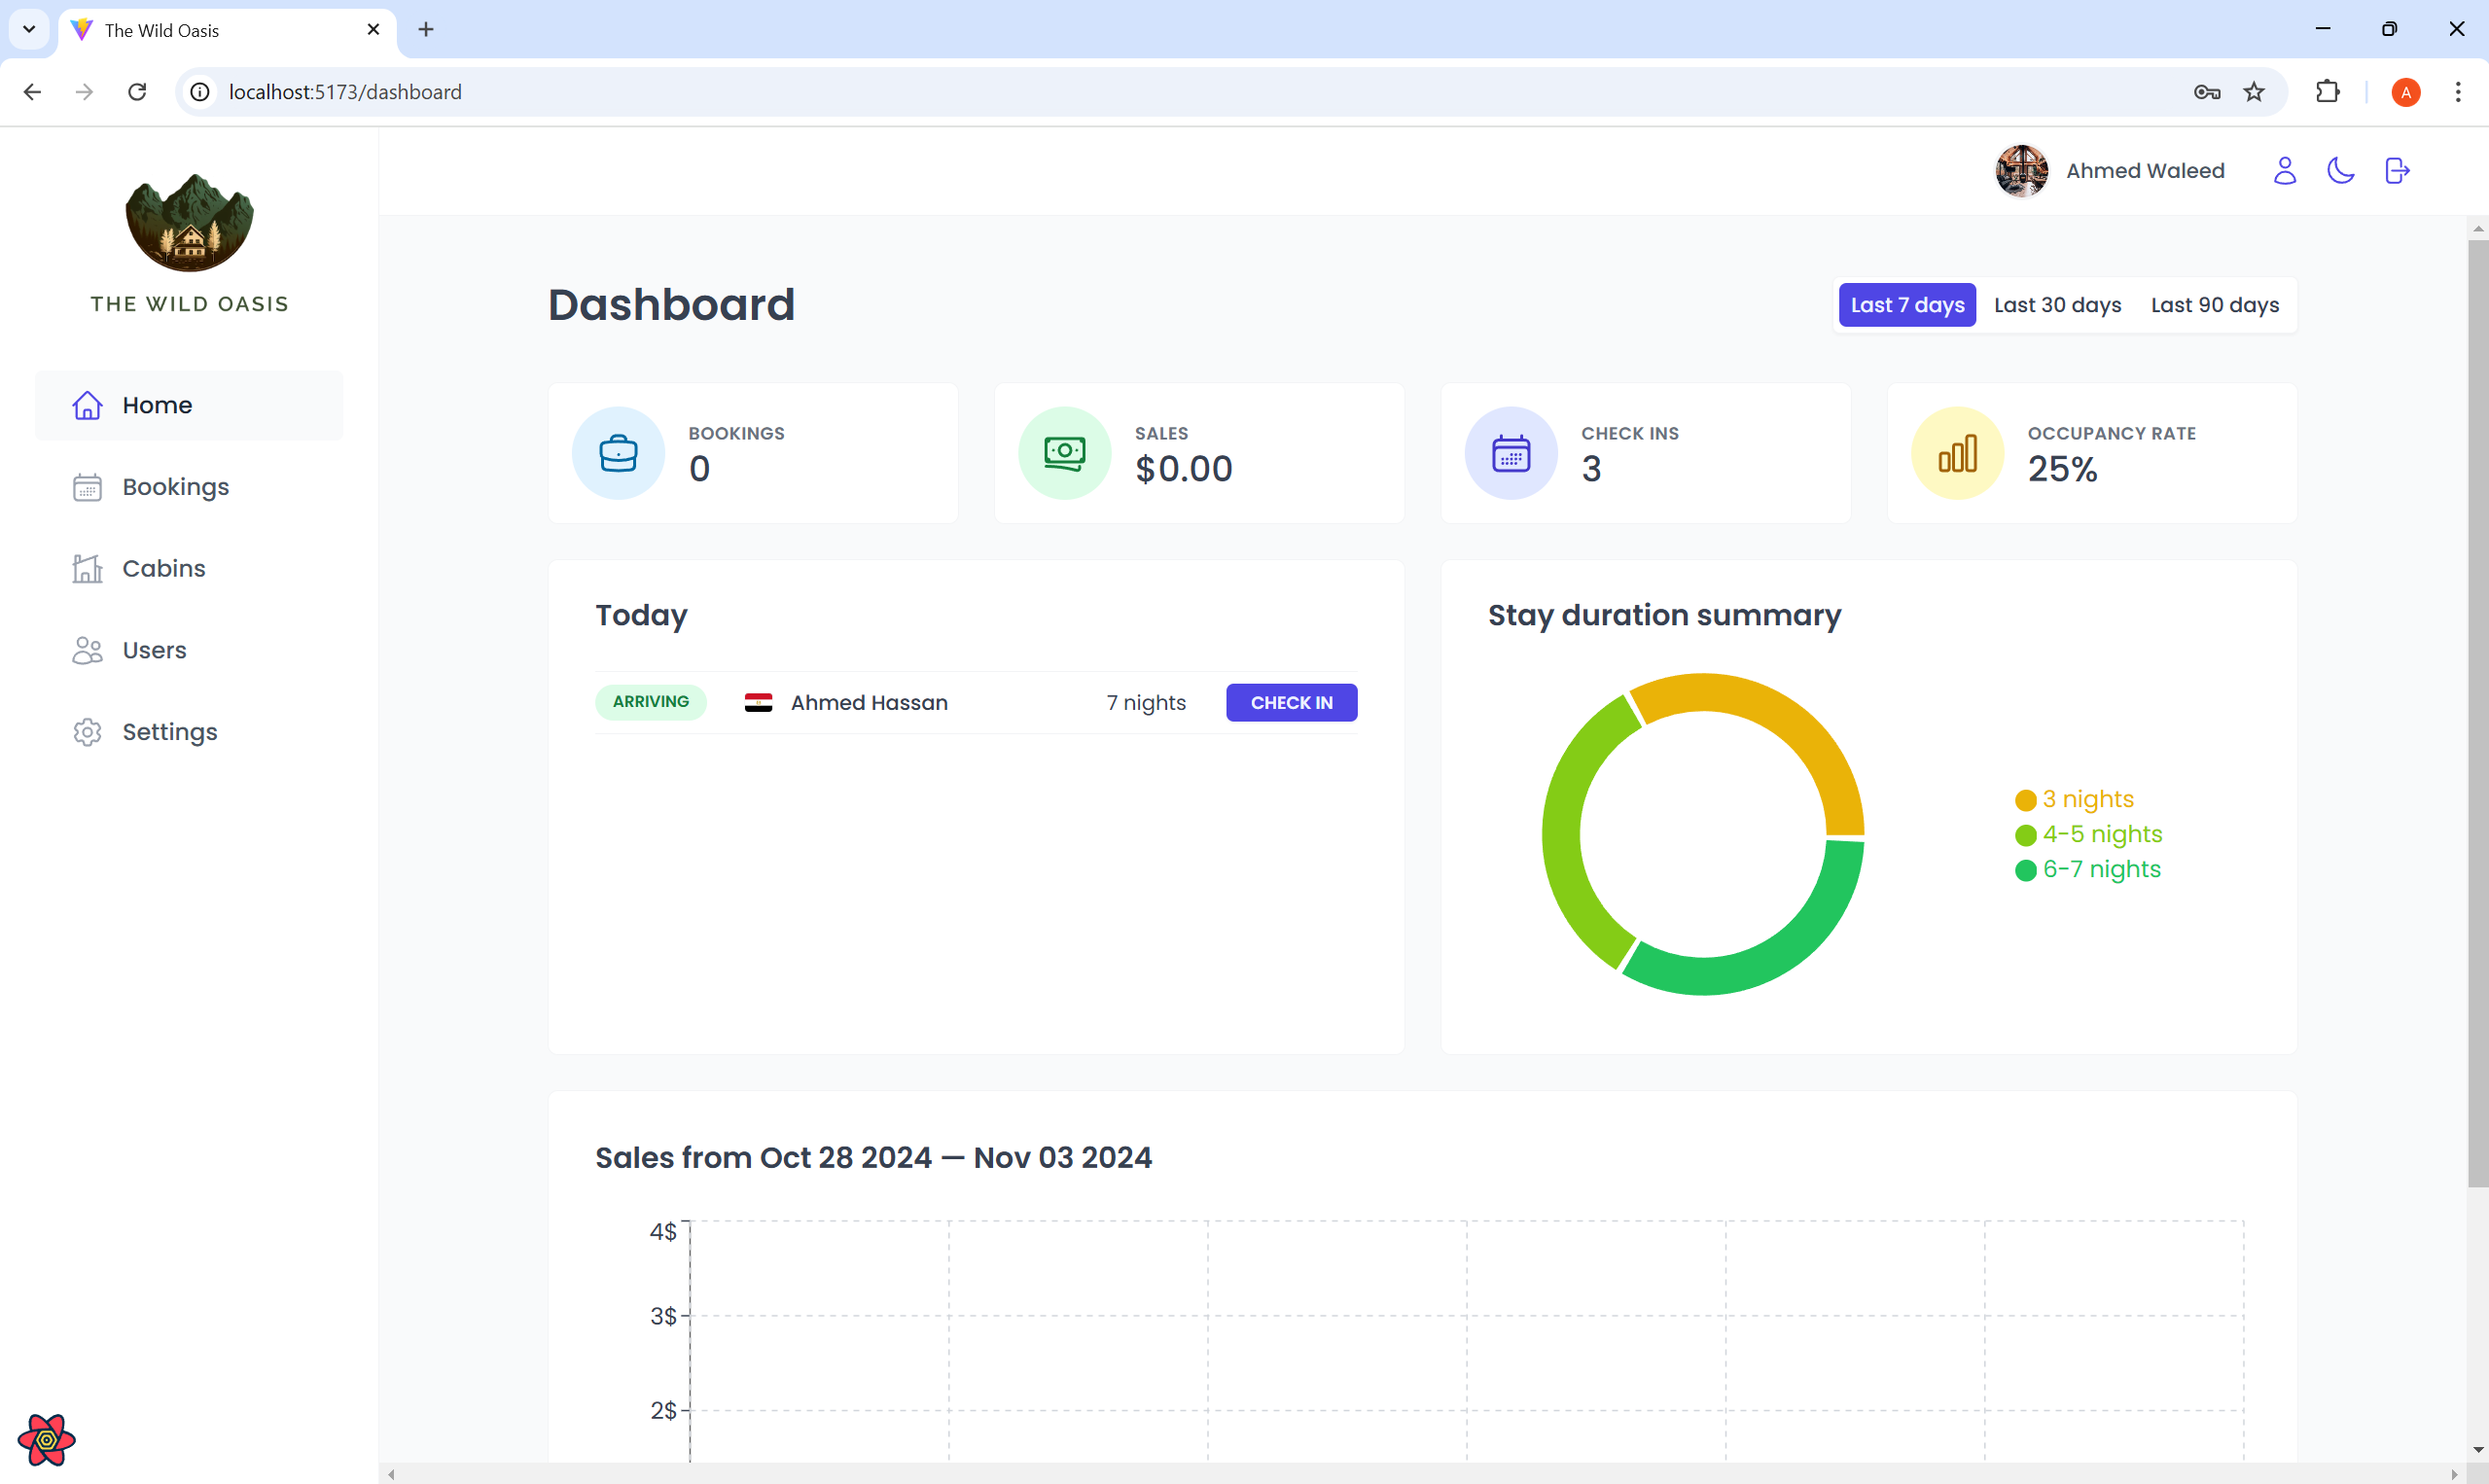 The Wild Oasis
localhost:5173/dashboard
A
Ahmed Waleed
THE WILD OASIS
Home
Bookings
Cabins
Users
Settings
Dashboard
Last 7 days Last 30 days Last 90 days
BOOKINGS
0
SALES
$0.00
CHECK INS
3
OCCUPANCY RATE
25%
Today
ARRIVING Ahmed Hassan 7 nights CHECK IN
Stay duration summary
3 nights
4-5 nights
6-7 nights
Sales from Oct 28 2024 — Nov 03 2024
4$
3$
2$